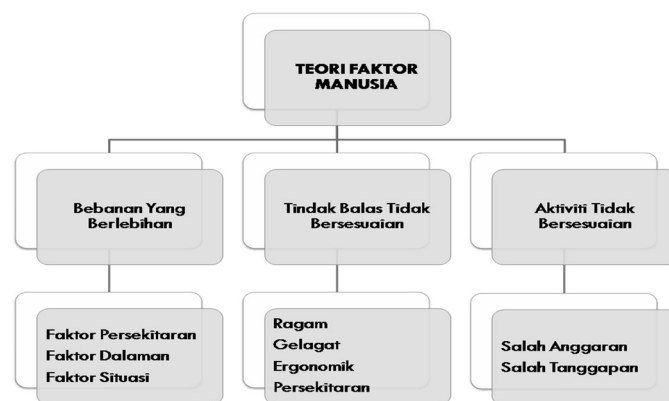 TEORI FAKTOR
MANUSIA
Bebanan Yang
Berlebihan
Tindak Balas Tidak
Bersesuaian
Aktiviti Tidak
Bersesuaian
Faktor Persekitaran
Faktor Dalaman
Faktor Situasi
Ragam
Gelagat
Ergonomik
Persekitaran
Salah Anggaran
Salah Tanggapan